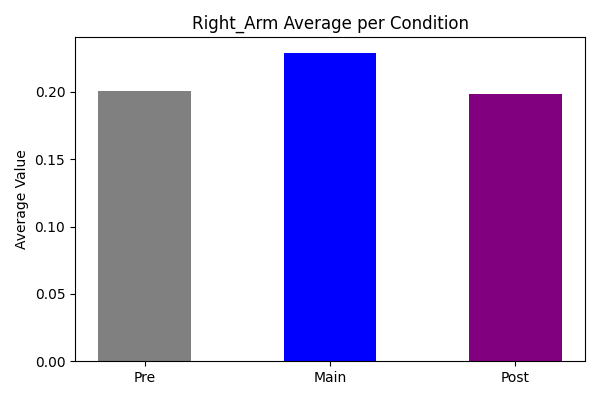 Right_Arm Average per Condition
Average Value
0.20
0.15
0.10
0.05
0.00
Pre
Main
Post